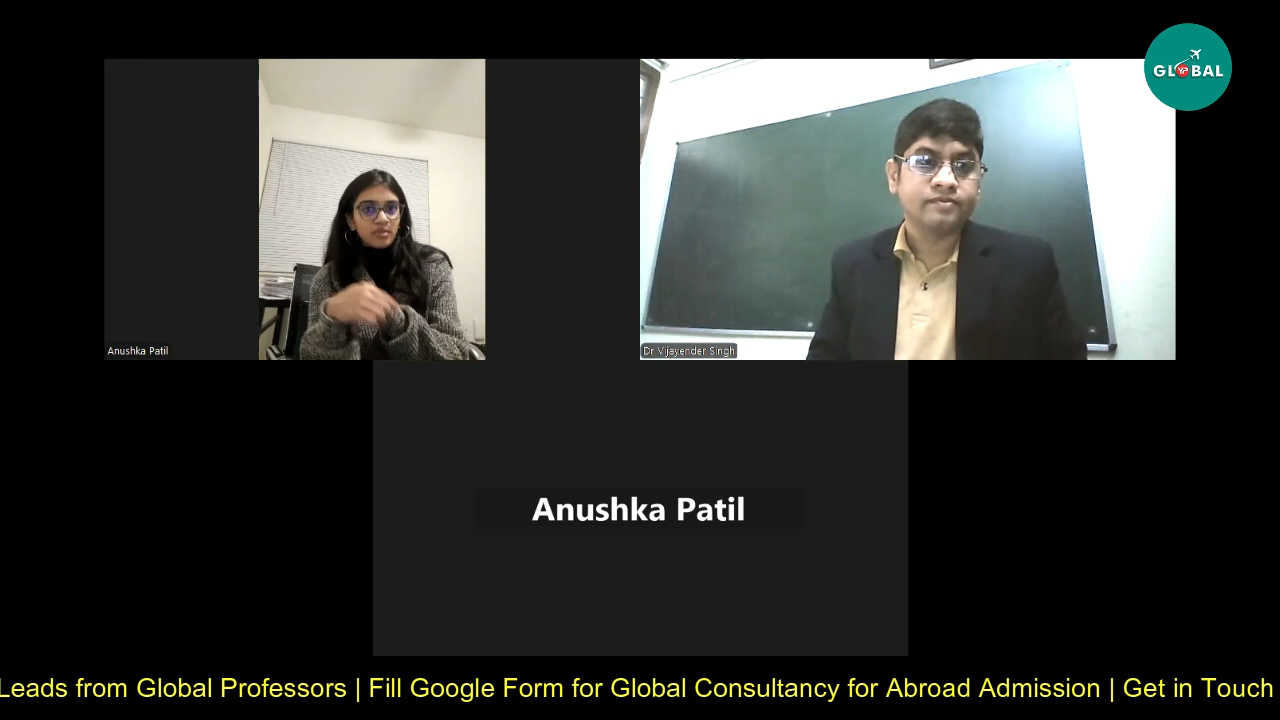 GLOBAL
YP
Anushka Patil
Dr Vijayender Singh
Anushka Patil
Leads from Global Professors | Fill Google Form for Global Consultancy for Abroad Admission | Get in Touch